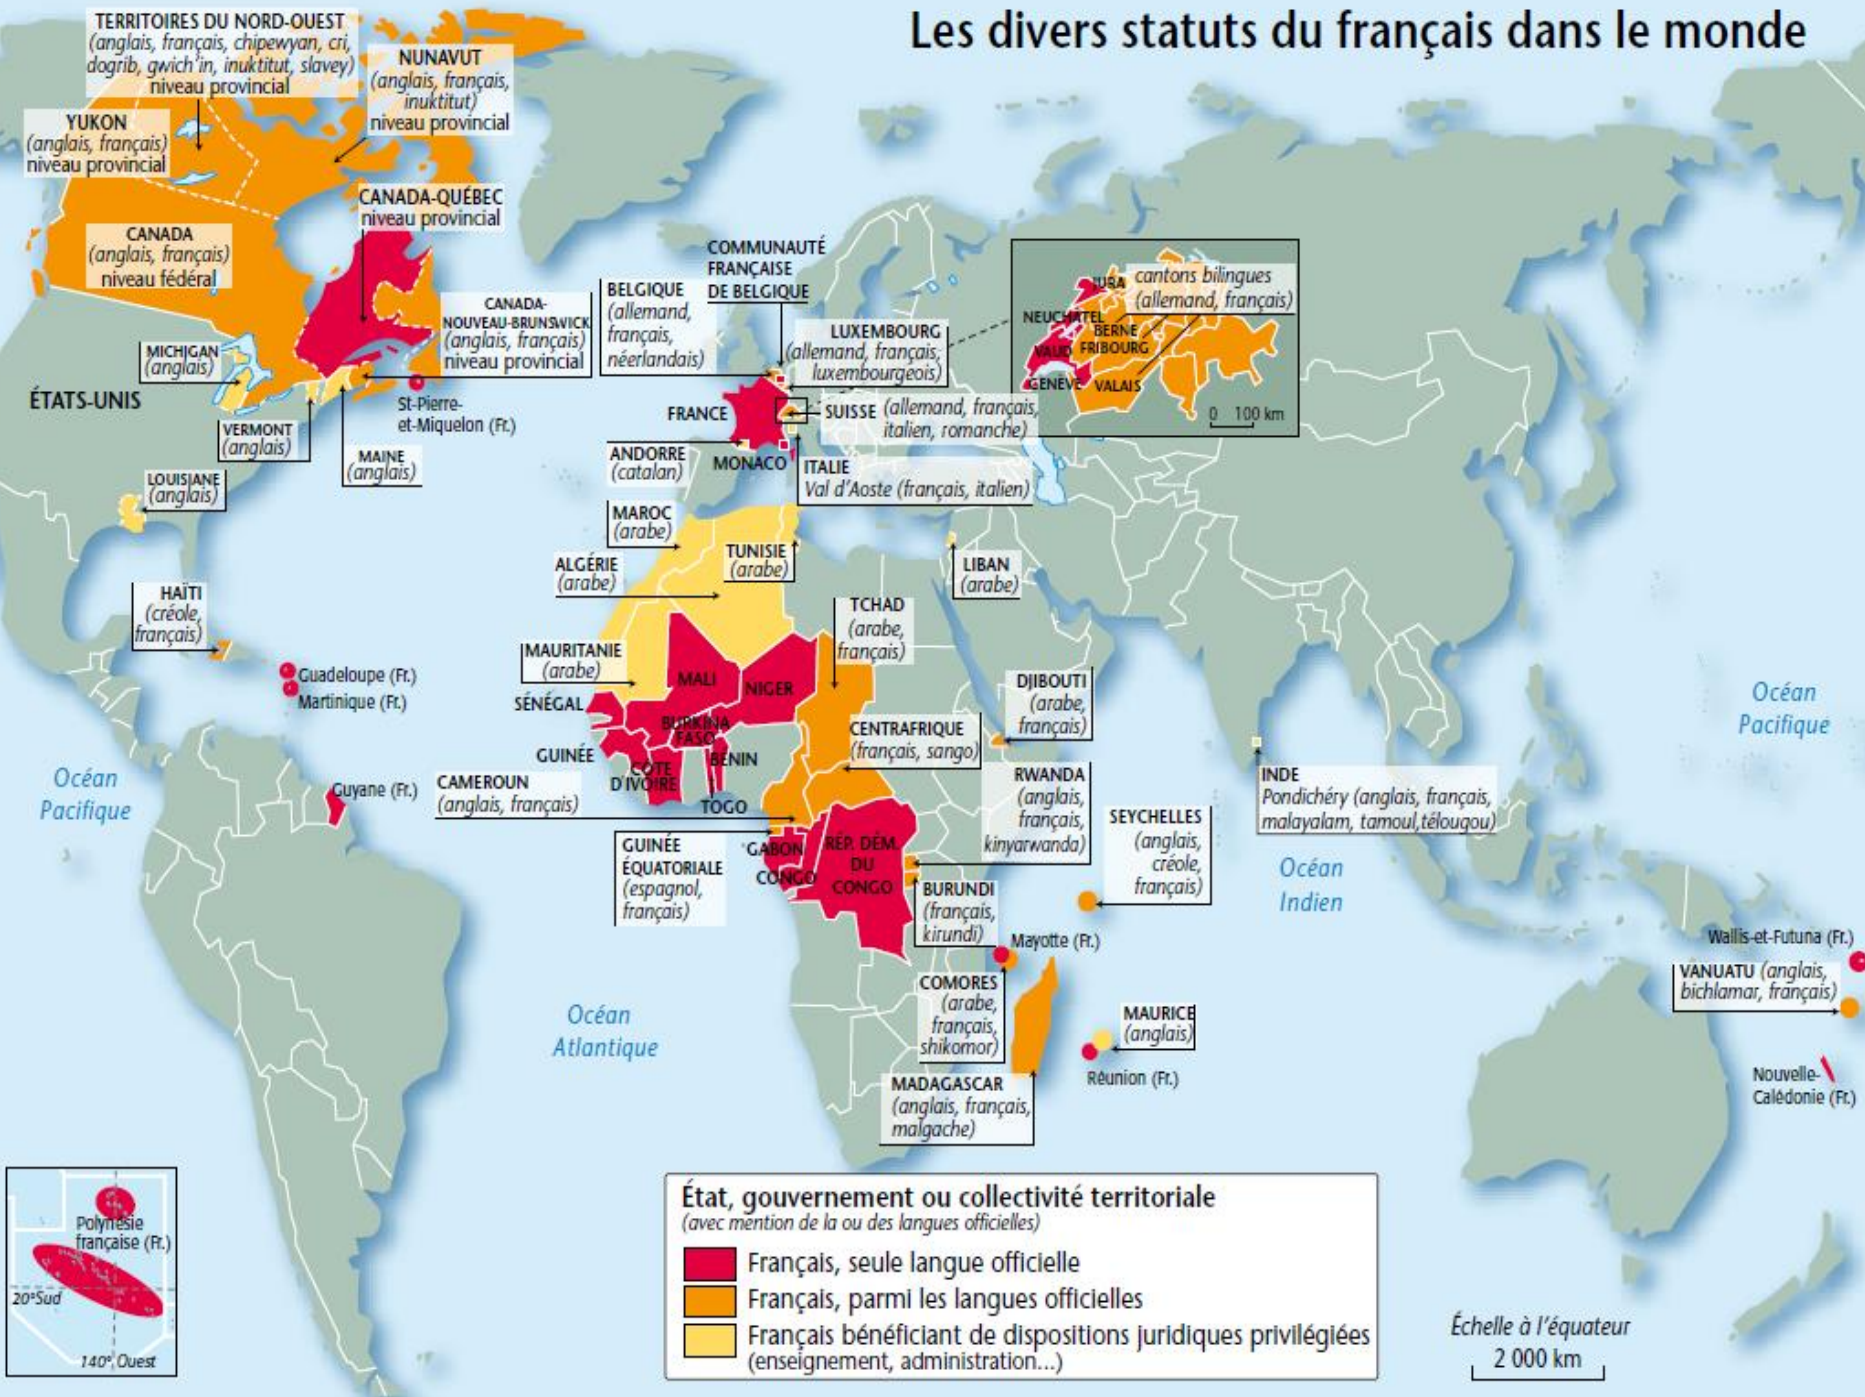 Les divers statuts du français dans le monde
TERRITOIRES DU NORD-OUEST
(anglais, français, chipewyan, cri,
dogrib, gwich'in, inuktitut, slavey)
niveau provincial
NUNAVUT
(anglais, français,
inuktitut)
niveau provincial
YUKON
(anglais, français)
niveau provincial
CANADA-QUÉBEC
niveau provincial
CANADA
(anglais, français)
niveau fédéral
CANADA-
NOUVEAU-BRUNSWICK
(anglais, français)
niveau provincial
MICHIGAN
(anglais)
ÉTATS-UNIS
VERMONT
(anglais)
MAINE
(anglais)
St-Pierre-
et-Miquelon (Fr.)
LOUISIANE
(anglais)
HAÏTI
(créole,
français)
Guadeloupe (Fr.)
Martinique (Fr.)
Guyane (Fr.)
Océan
Pacifique
COMMUNAUTÉ
FRANÇAISE
DE BELGIQUE
BELGIQUE
(allemand,
français,
néerlandais)
LUXEMBOURG
(allemand, français,
luxembourgeois)
FRANCE
SUISSE (allemand, français,
italien, romanche)
ANDORRE
(catalan)
MONACO
ITALIE
Val d'Aoste (français, italien)
JURA
cantons bilingues
(allemand, français)
NEUCHÂTEL
BERNE
VAUD
FRIBOURG
GENÈVE
VALAIS
0 100 km
MAROC
(arabe)
ALGÉRIE
(arabe)
TUNISIE
(arabe)
LIBAN
(arabe)
MAURITANIE
(arabe)
TCHAD
(arabe,
français)
MALI
NIGER
SÉNÉGAL
BURKINA
FASO
GUINÉE
CÔTE
D'IVOIRE
BÉNIN
TOGO
CENTRAFRIQUE
(français, sango)
DJIBOUTI
(arabe,
français)
CAMEROUN
(anglais, français)
GUINÉE
ÉQUATORIALE
(espagnol,
français)
GABON
CONGO
RÉP. DÉM.
DU
CONGO
RWANDA
(anglais,
français,
kinyarwanda)
BURUNDI
(français,
kirundi)
SEYCHELLES
(anglais,
créole,
français)
Mayotte (Fr.)
COMORES
(arabe,
français,
shikomor)
MADAGASCAR
(anglais, français,
malgache)
MAURICE
(anglais)
Réunion (Fr.)
INDE
Pondichéry (anglais, français,
malayalam, tamoul,télougou)
Océan
Indien
Océan
Atlantique
Océan
Pacifique
Wallis-et-Futuna (Fr.)
VANUATU (anglais,
bichlamar, français)
Nouvelle-
Calédonie (Fr.)
Polynésie
française (Fr.)
20°Sud
140° Ouest
État, gouvernement ou collectivité territoriale
(avec mention de la ou des langues officielles)
Français, seule langue officielle
Français, parmi les langues officielles
Français bénéficiant de dispositions juridiques privilégiées
(enseignement, administration...)
Échelle à l'équateur
2 000 km